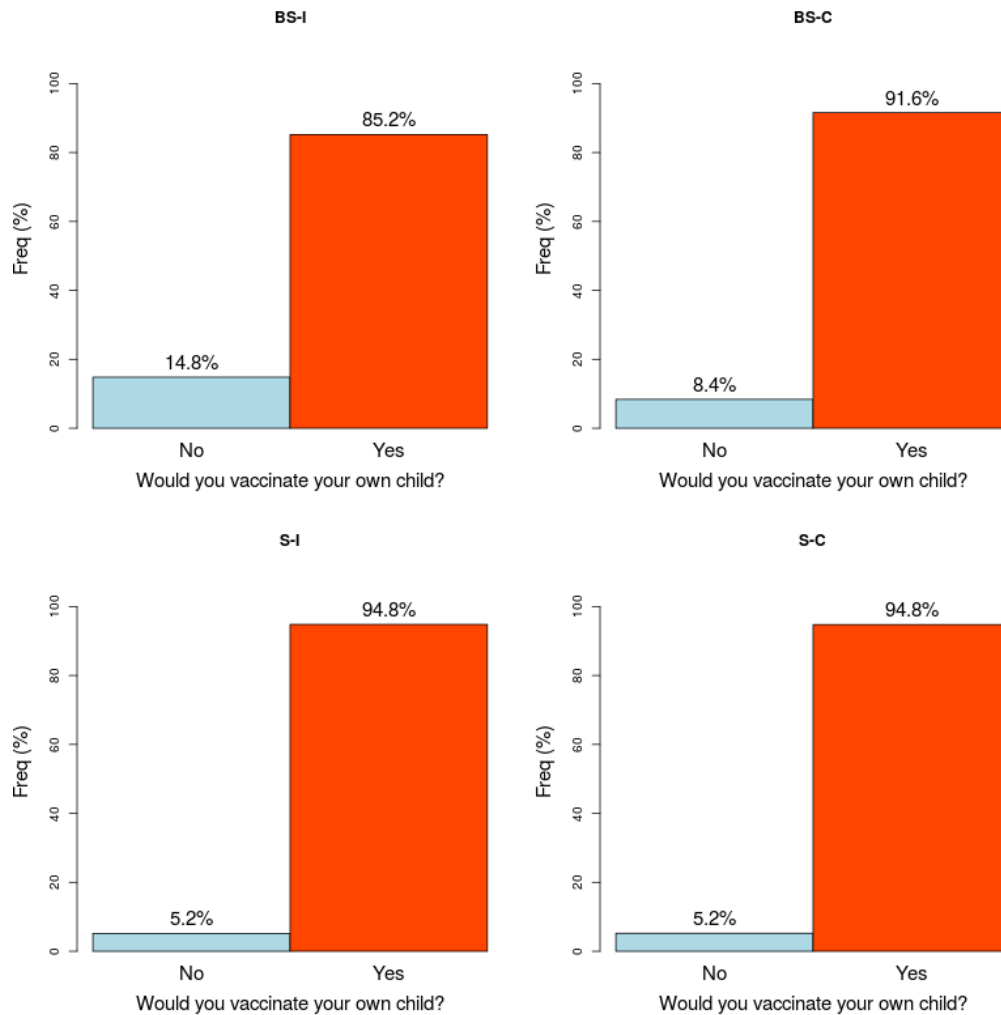 BS-I
100
80
60
40
20
0
Freq (%)
85.2%
14.8%
No Yes
Would you vaccinate your own child?
BS-C
100
80
60
40
20
0
Freq (%)
91.6%
8.4%
No Yes
Would you vaccinate your own child?
S-I
100
80
60
40
20
0
Freq (%)
94.8%
5.2%
No Yes
Would you vaccinate your own child?
S-C
100
80
60
40
20
0
Freq (%)
94.8%
5.2%
No Yes
Would you vaccinate your own child?